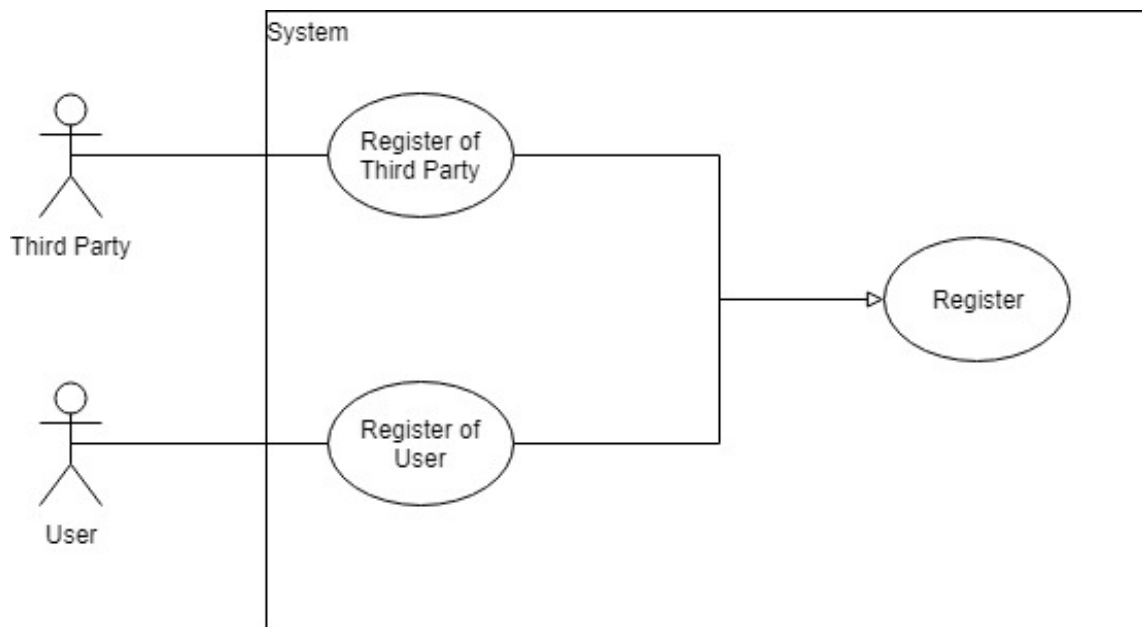 System
Register of
Third Party
Third Party
Register
Register of
User
User